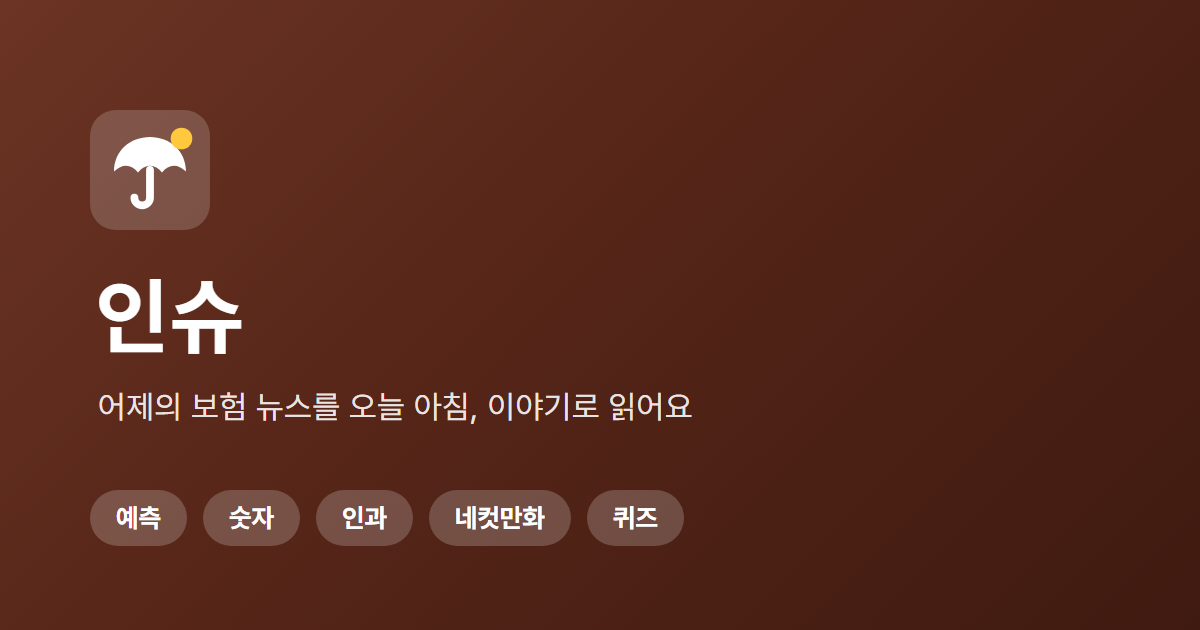 인슈
어제의 보험 뉴스를 오늘 아침, 이야기로 읽어요
예측 숫자 인과 네컷만화 퀴즈